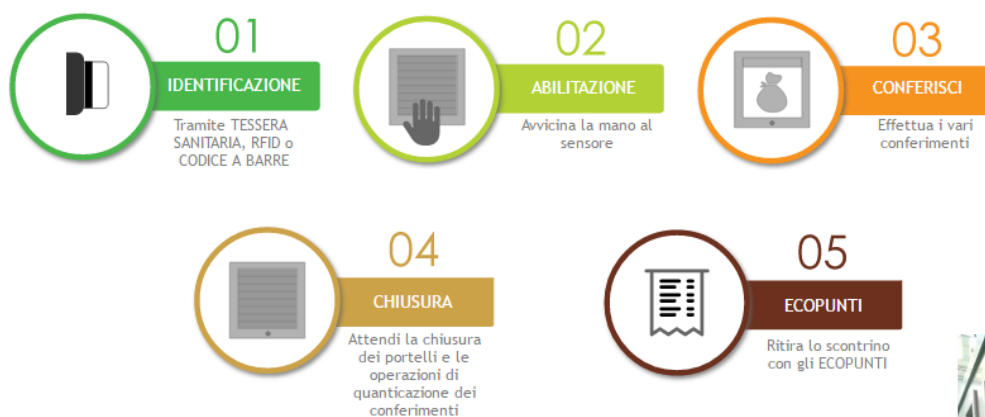 01
IDENTIFICAZIONE
Tramite TESSERA
SANITARIA, RFID o
CODICE A BARRE
02
ABILITAZIONE
Avvicina la mano al
sensore
03
CONFERISCI
Effettua i vari
conferimenti
04
CHIUSURA
Attendi la chiusura
dei portelli e le
operazioni di
quanticazione dei
conferimenti
05
ECOPUNTI
Ritira lo scontrino
con gli ECOPUNTI